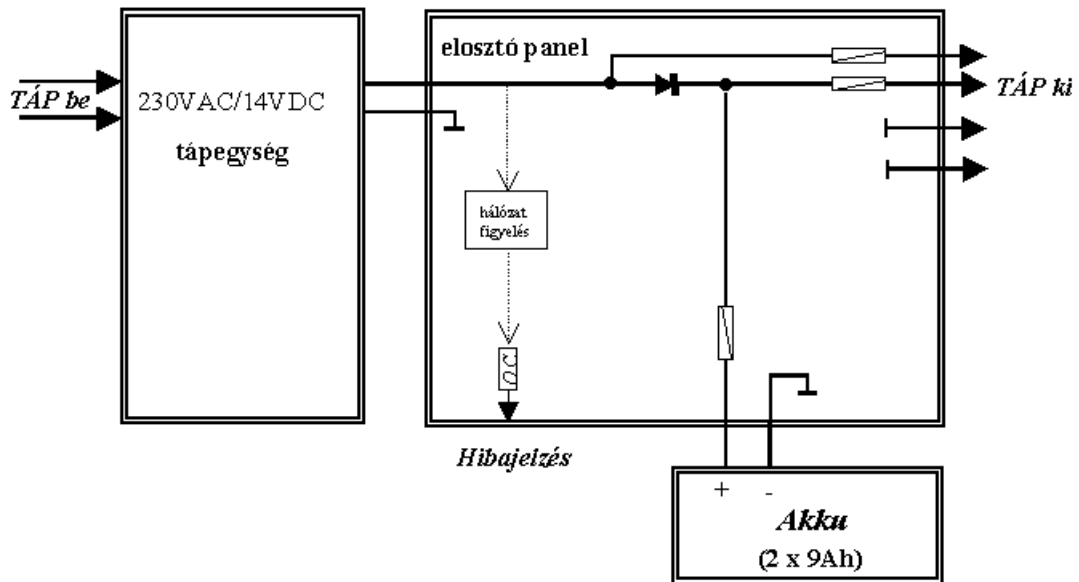 elosztó panel
TÁP be
230VAC/14VDC
tápegység
TÁP ki
hálózat
figyelés
OC
Hibajelzés
+ -
Akku
(2 x 9Ah)